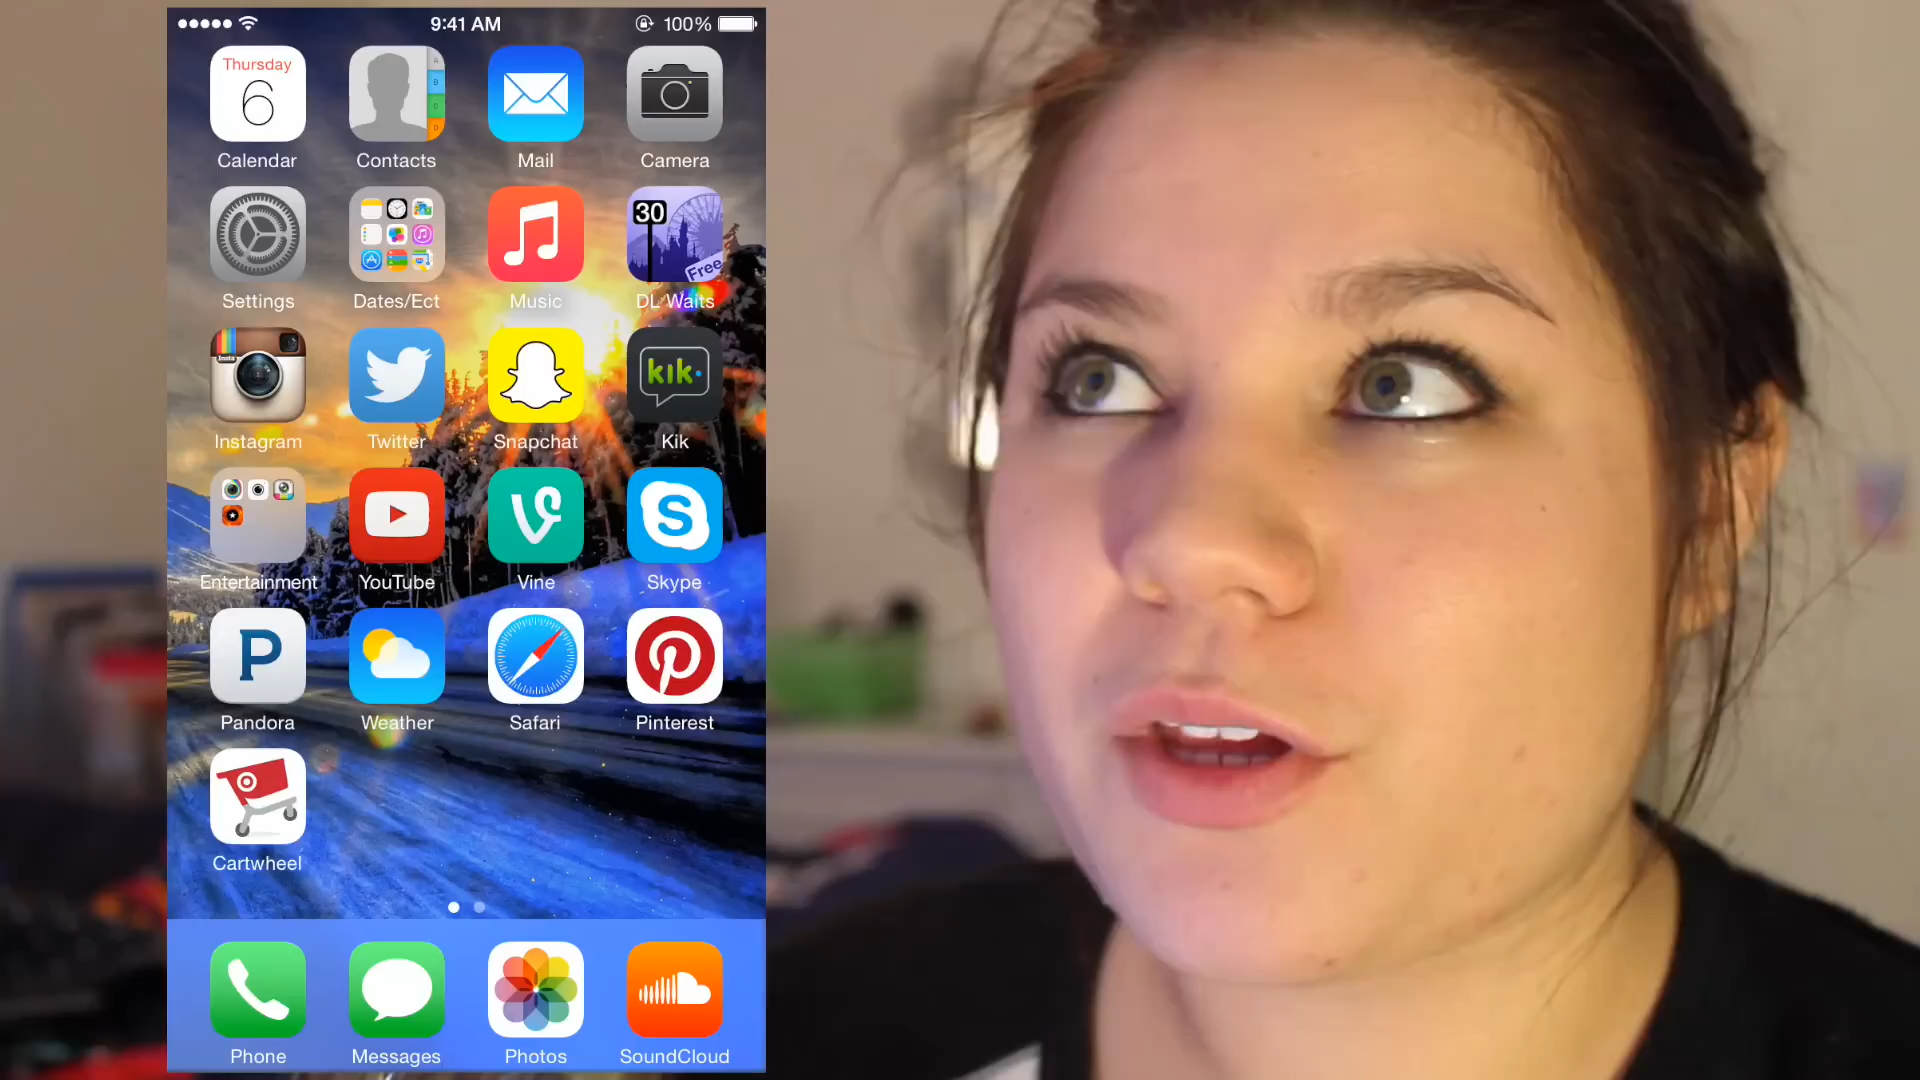 9:41 AM 100%
Thursday
6
Calendar Contacts Mail Camera
30
Free
Settings Dates/Ect Music DL Waits
Insta
kik
Instagram Twitter Snapchat Kik
S
Entertainment YouTube Vine Skype
P
Pandora Weather Safari Pinterest
Cartwheel
Phone Messages Photos SoundCloud